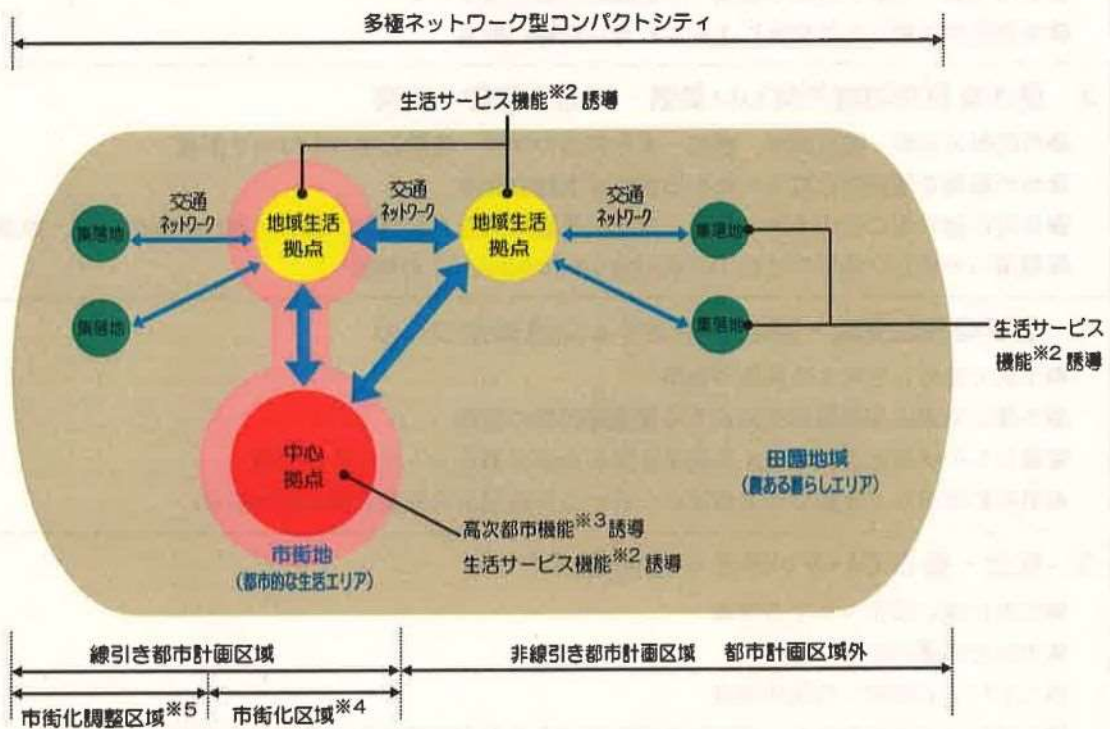 多極ネットワーク型コンパクトシティ
生活サービス機能※2誘導
交通
ネットワーク
交通
ネットワーク
交通
ネットワーク
集落地
地域生活
拠点
地域生活
拠点
集落地
集落地
集落地
生活サービス
機能※2誘導
中心
拠点
田園地域
(農ある暮らしエリア)
高次都市機能※3誘導
生活サービス機能※2誘導
市街地
(都市的な生活エリア)
線引き都市計画区域
非線引き都市計画区域 都市計画区域外
市街化調整区域※5
市街化区域※4